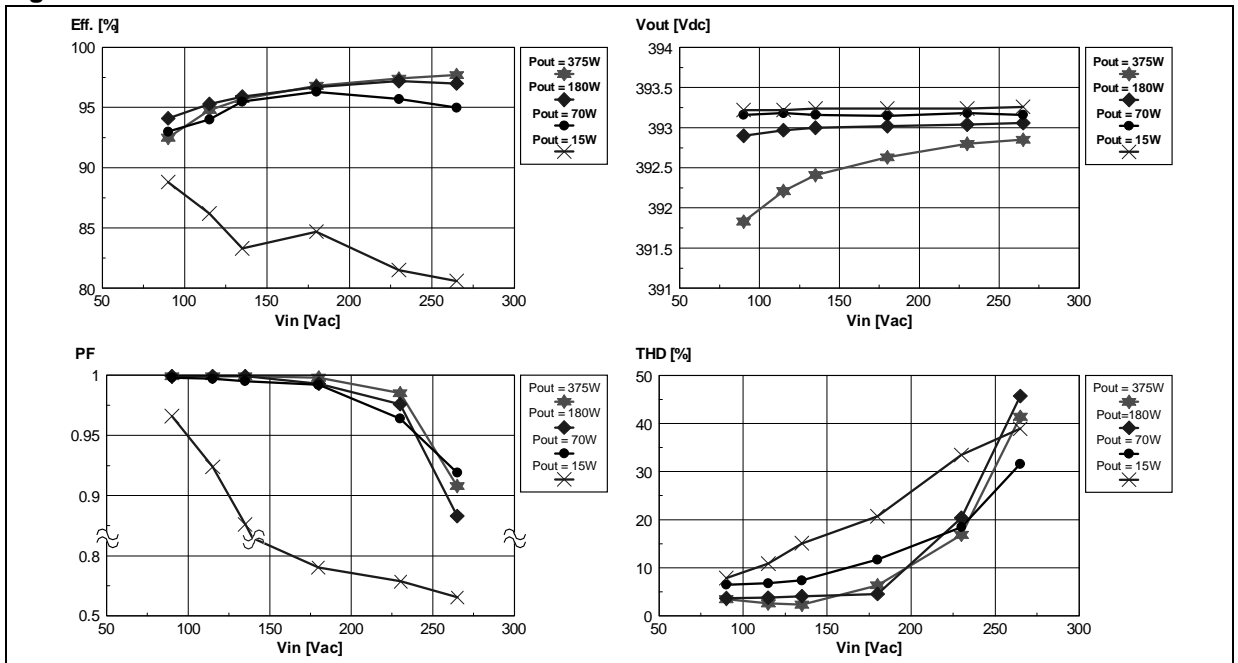 Eff. [%]
100
95
90
85
80
50
100
150
200
250
300
Vin [Vac]
Pout = 375W
Pout = 180W
Pout = 70W
Pout = 15W
Vout [Vdc]
394
393.5
393
392.5
392
391.5
391
50
100
150
200
250
300
Vin [Vac]
Pout = 375W
Pout = 180W
Pout = 70W
Pout = 15W
PF
1
0.95
0.9
0.8
0.5
50
100
150
200
250
300
Vin [Vac]
Pout = 375W
Pout = 180W
Pout = 70W
Pout = 15W
THD [%]
50
40
30
20
10
0
50
100
150
200
250
300
Vin [Vac]
Pout = 375W
Pout=180W
Pout = 70W
Pout = 15W